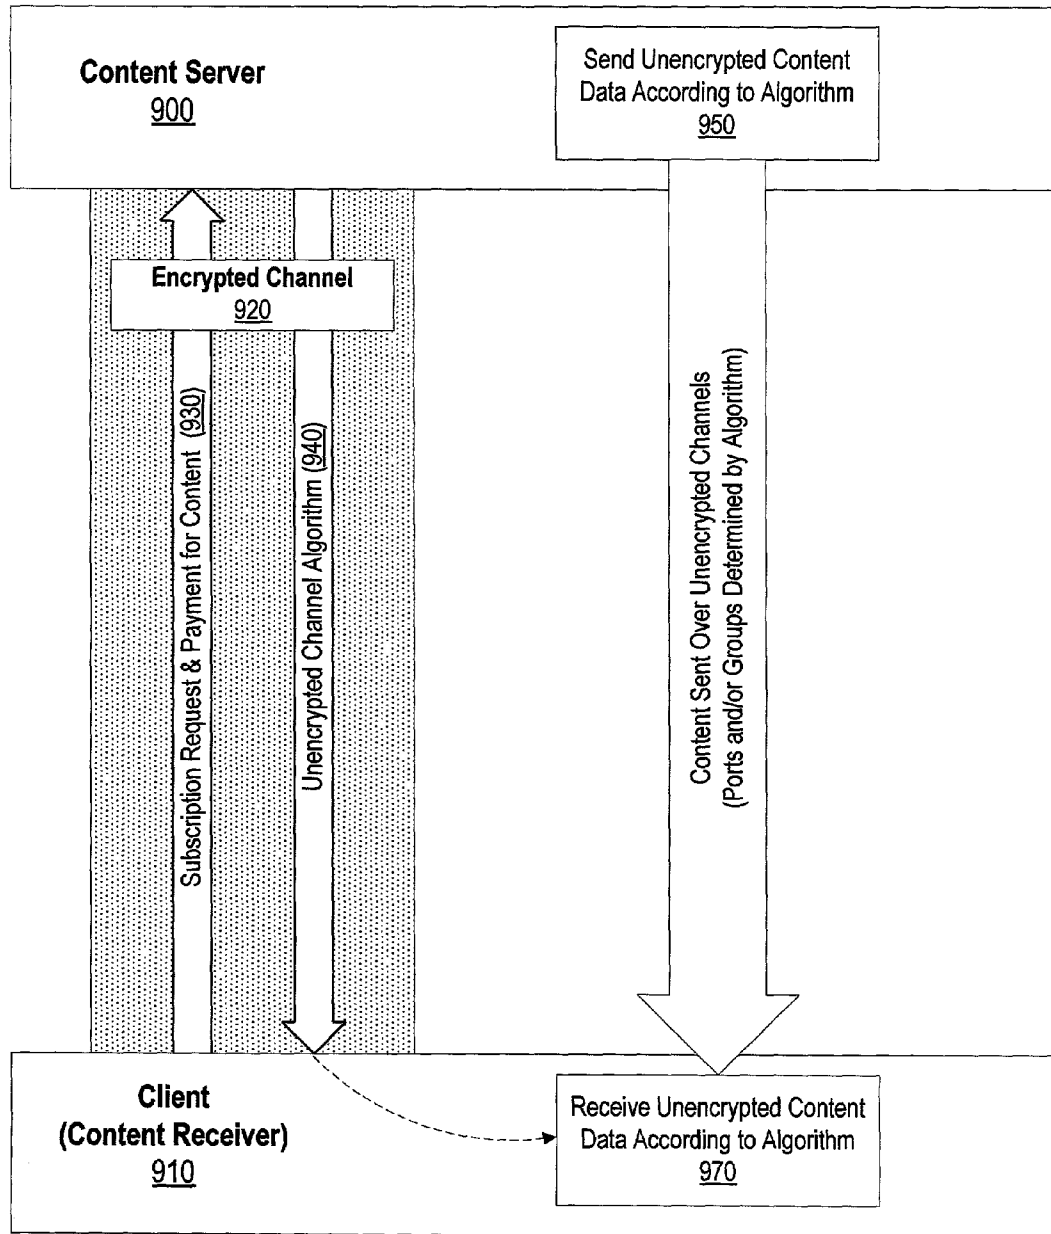 Content Server
900
Send Unencrypted Content
Data According to Algorithm
950
Encrypted Channel
920
Subscription Request & Payment for Content (930)
Unencrypted Channel Algorithm (940)
Content Sent Over Unencrypted Channels
(Ports and/or Groups Determined by Algorithm)
Client
(Content Receiver)
910
Receive Unencrypted Content
Data According to Algorithm
970